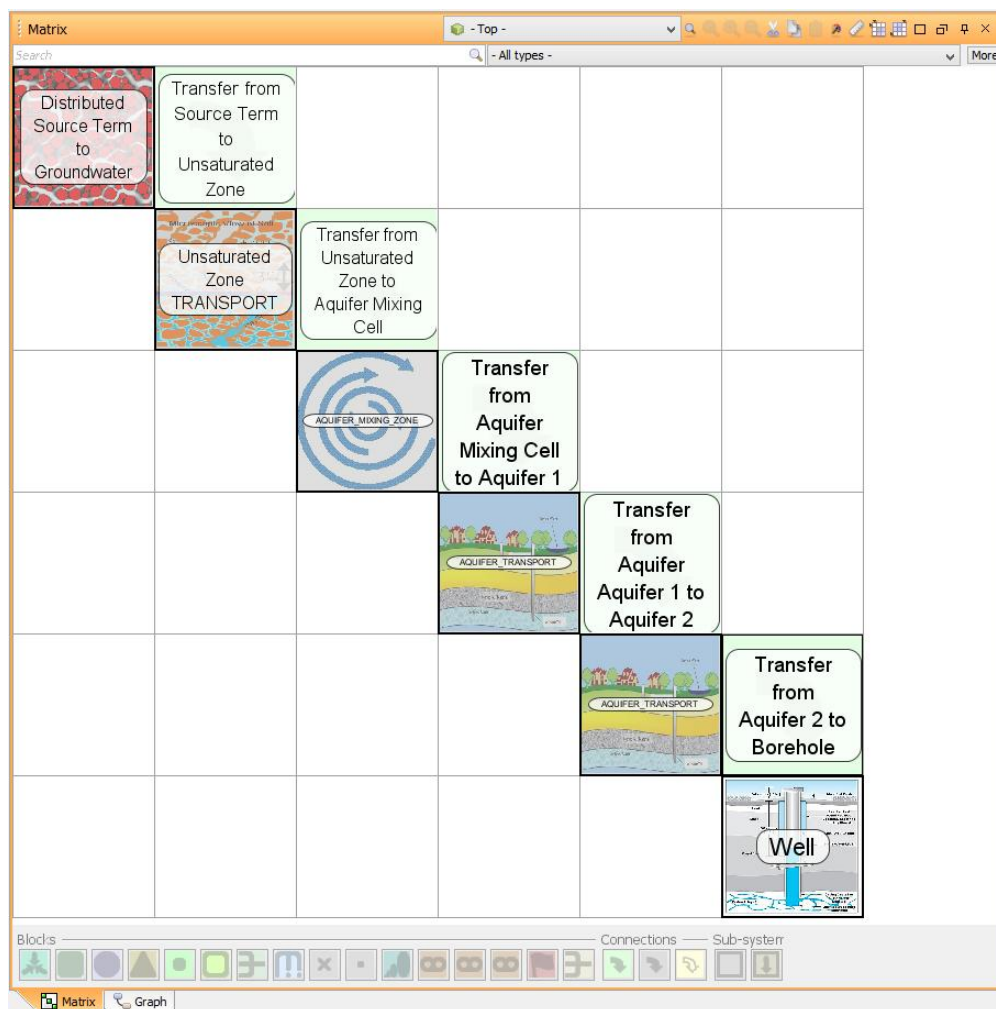 Matrix
- Top -
Search
- All types -
More
Distributed
Source Term
to
Groundwater
Transfer from
Source Term
to
Unsaturated
Zone
Unsaturated
Zone
TRANSPORT
Transfer from
Unsaturated
Zone to
Aquifer Mixing
Cell
AQUIFER_MIXING_ZONE
Transfer
from
Aquifer
Mixing Cell
to Aquifer 1
AQUIFER_TRANSPORT
Transfer
from
Aquifer
Aquifer 1 to
Aquifer 2
AQUIFER_TRANSPORT
Transfer
from
Aquifer 2 to
Borehole
Well
Blocks
Connections
Sub-system
Matrix
Graph